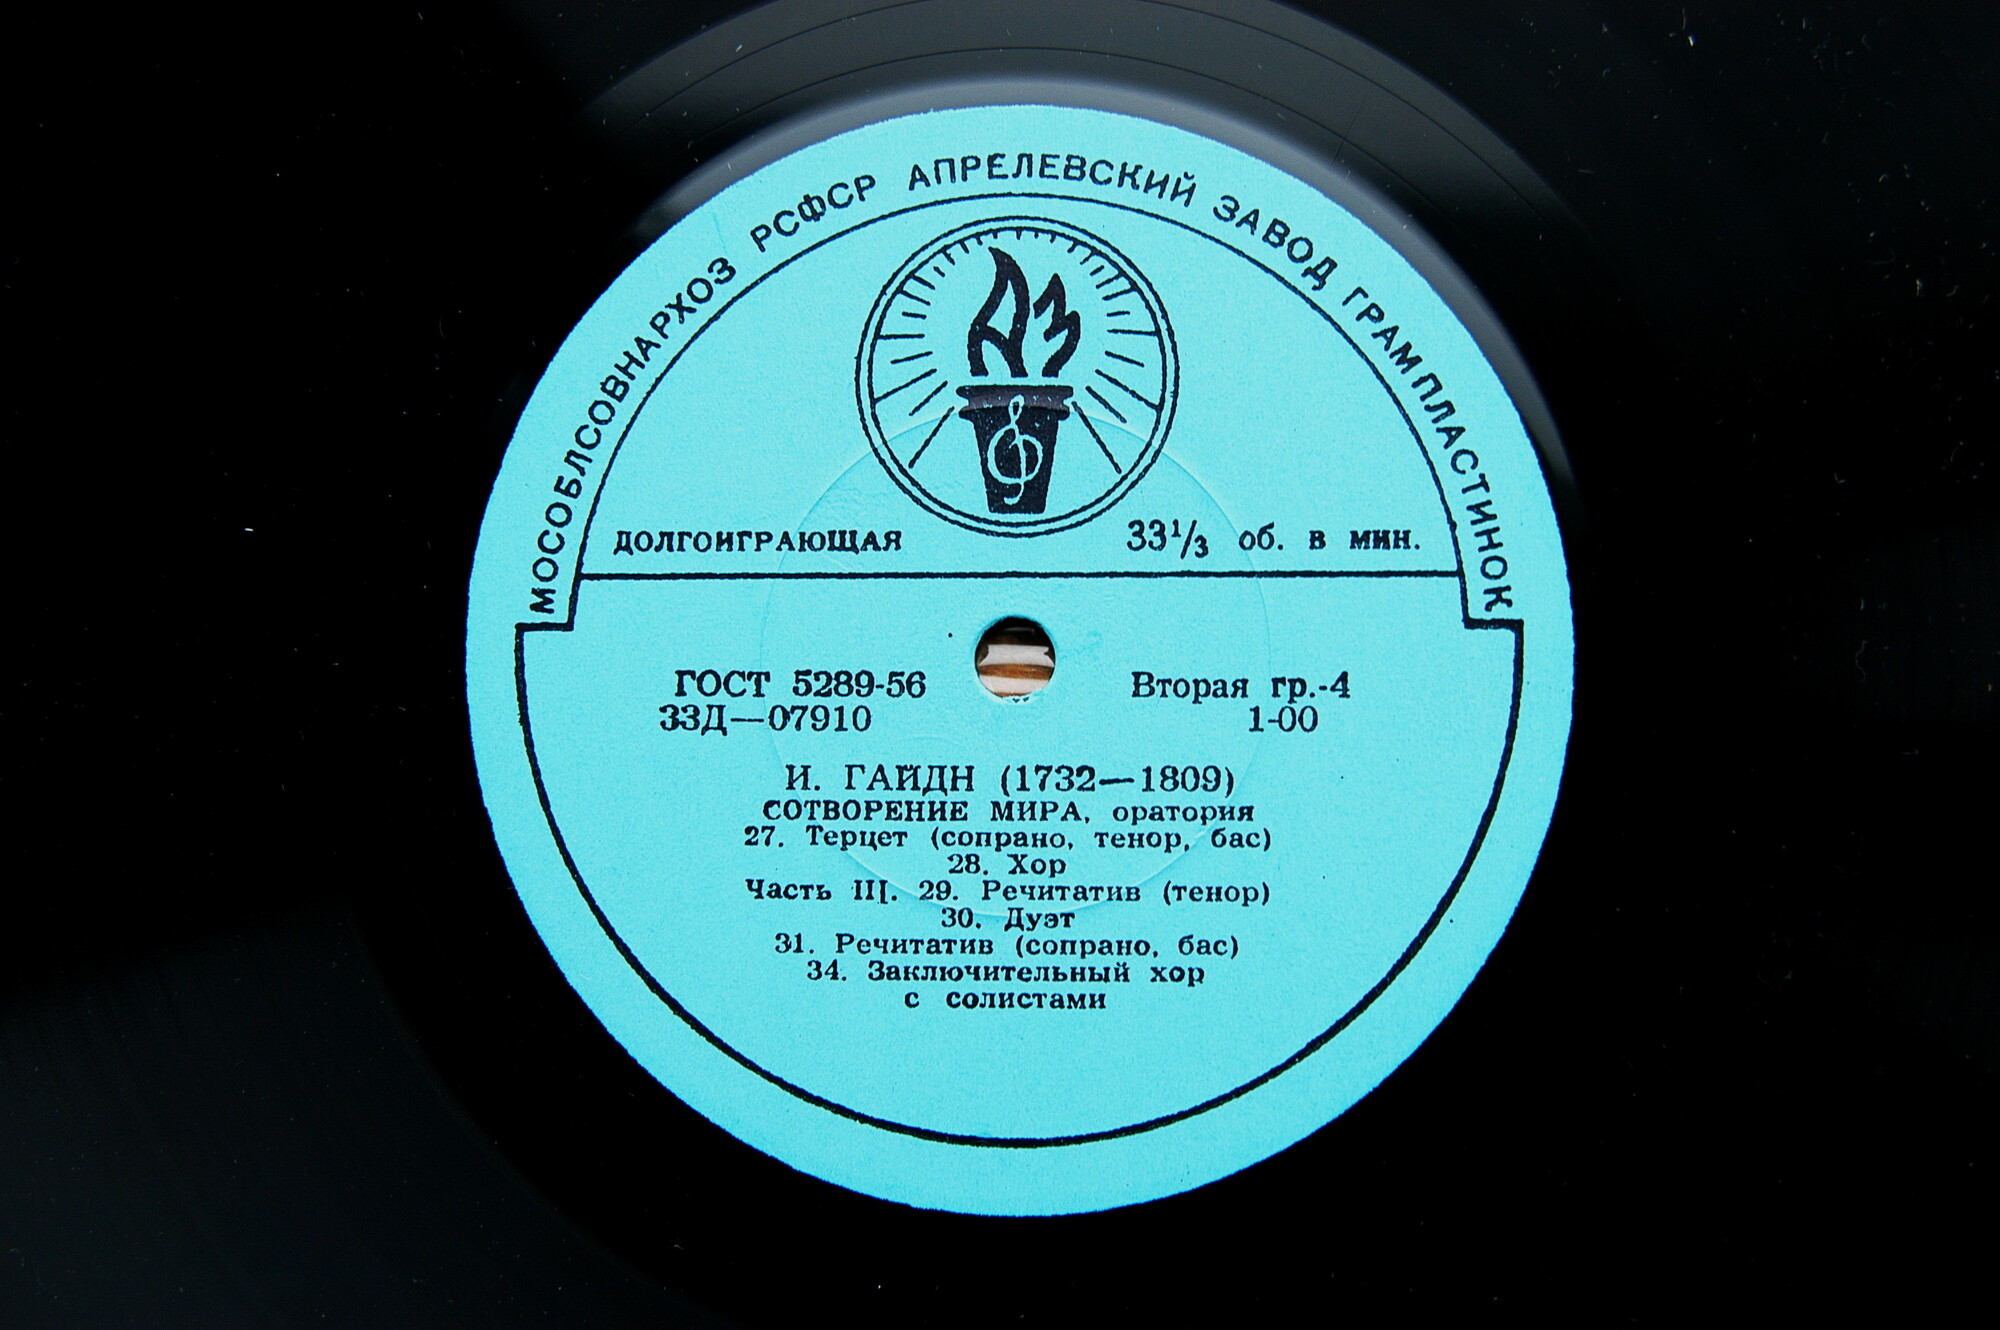 МОСОБЛСОВНАРХОЗ РСФСР АПРЕЛЕВСКИЙ ЗАВОД ГРАМПЛАСТИНОК
АЗ
ДОЛГОИГРАЮЩАЯ 33⅓ об. в мин.
ГОСТ 5289-56 Вторая гр.-4
33Д—07910 1-00
И. ГАЙДН (1732—1809)
СОТВОРЕНИЕ МИРА, оратория
27. Терцет (сопрано, тенор, бас)
28. Хор
Часть III. 29. Речитатив (тенор)
30. Дуэт
31. Речитатив (сопрано, бас)
34. Заключительный хор
с солистами